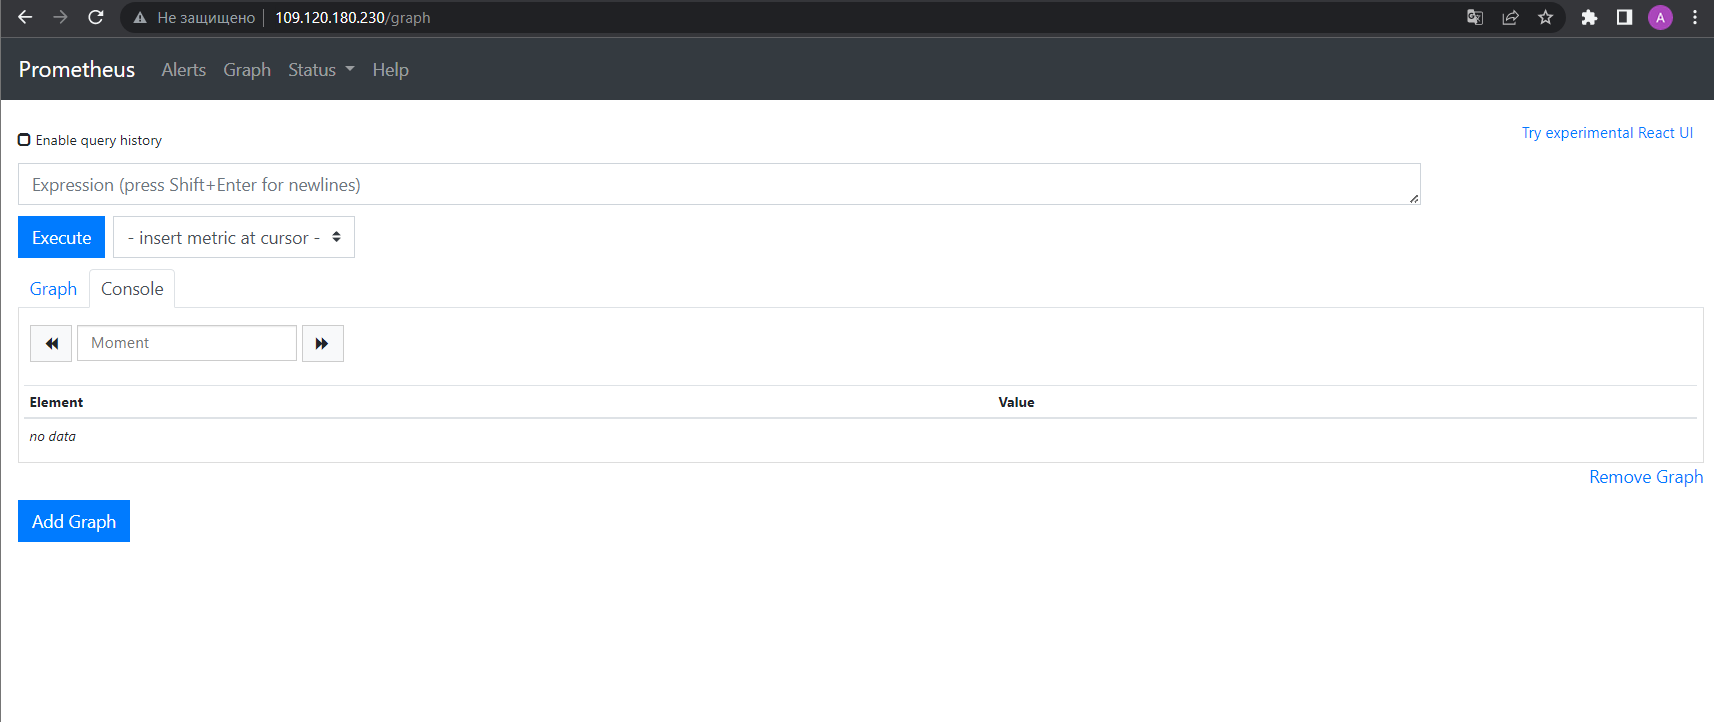 Не защищено 109.120.180.230/graph A
Prometheus Alerts Graph Status Help
Enable query history Try experimental React UI
Expression (press Shift+Enter for newlines)
Execute - insert metric at cursor -
Graph Console
Moment
Element Value
no data
Remove Graph
Add Graph